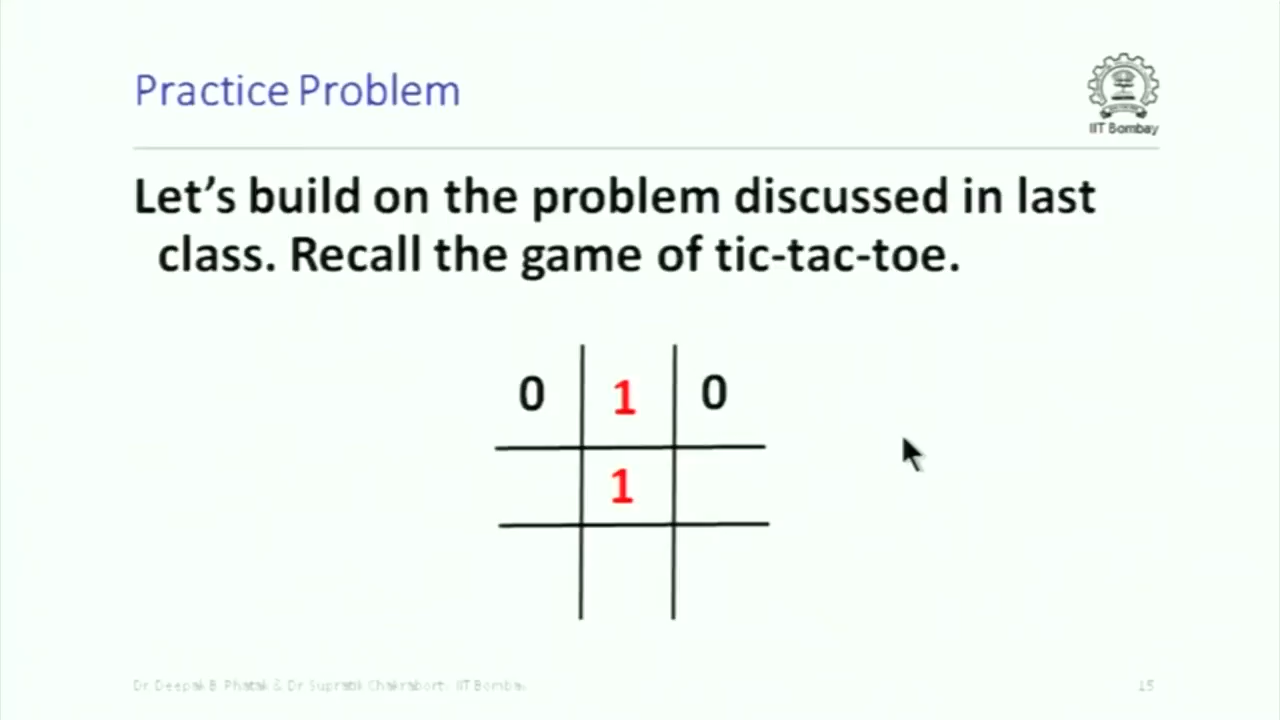 Practice Problem
IIT Bombay
Let's build on the problem discussed in last
class. Recall the game of tic-tac-toe.
0 1 0
1
Dr Deepak B Phatak & Dr Supratik Chakraborty IIT Bombay
15